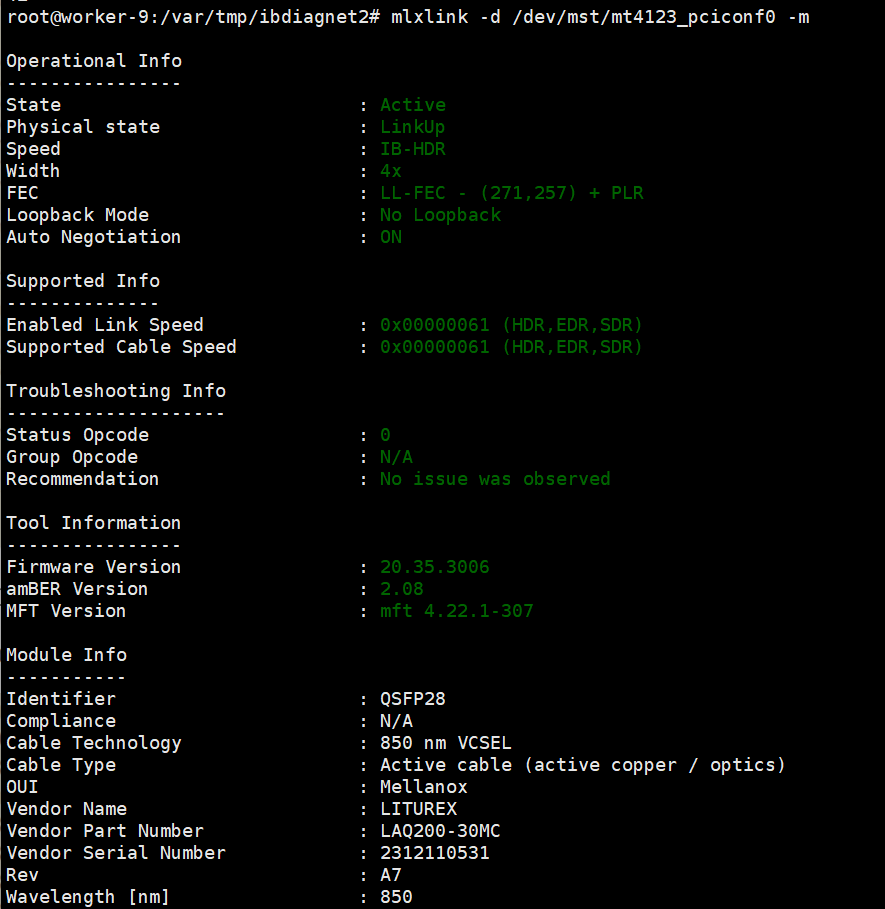 root@worker-9:/var/tmp/ibdiagnet2# mlxlink -d /dev/mst/mt4123_pciconf0 -m
Operational Info
----------------
State : Active
Physical state : LinkUp
Speed : IB-HDR
Width : 4x
FEC : LL-FEC - (271,257) + PLR
Loopback Mode : No Loopback
Auto Negotiation : ON
Supported Info
--------------
Enabled Link Speed : 0x00000061 (HDR,EDR,SDR)
Supported Cable Speed : 0x00000061 (HDR,EDR,SDR)
Troubleshooting Info
--------------------
Status Opcode : 0
Group Opcode : N/A
Recommendation : No issue was observed
Tool Information
----------------
Firmware Version : 20.35.3006
amBER Version : 2.08
MFT Version : mft 4.22.1-307
Module Info
-----------
Identifier : QSFP28
Compliance : N/A
Cable Technology : 850 nm VCSEL
Cable Type : Active cable (active copper / optics)
OUI : Mellanox
Vendor Name : LITUREX
Vendor Part Number : LAQ200-30MC
Vendor Serial Number : 2312110531
Rev : A7
Wavelength [nm] : 850